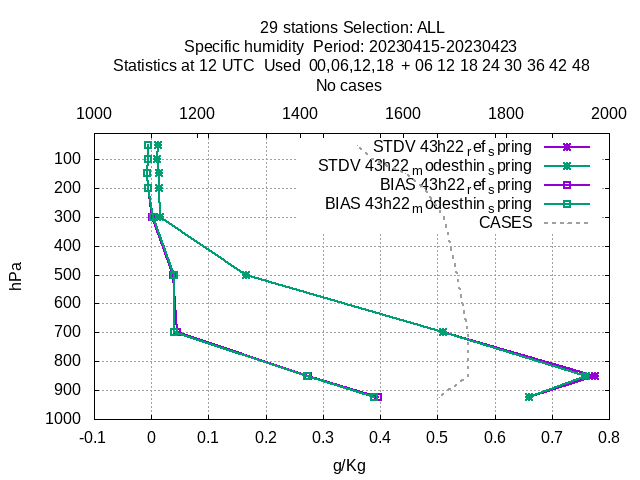 29 stations Selection: ALL
Specific humidity  Period: 20230415-20230423
Statistics at 12 UTC  Used  00,06,12,18  + 06 12 18 24 30 36 42 48
No cases
1000 1200 1400 1600 1800 2000
STDV 43h22_ref_spring
STDV 43h22_modesthin_spring
BIAS 43h22_ref_spring
BIAS 43h22_modesthin_spring
CASES
100
200
300
400
500
600
700
800
900
1000
hPa
-0.1 0 0.1 0.2 0.3 0.4 0.5 0.6 0.7 0.8
g/Kg